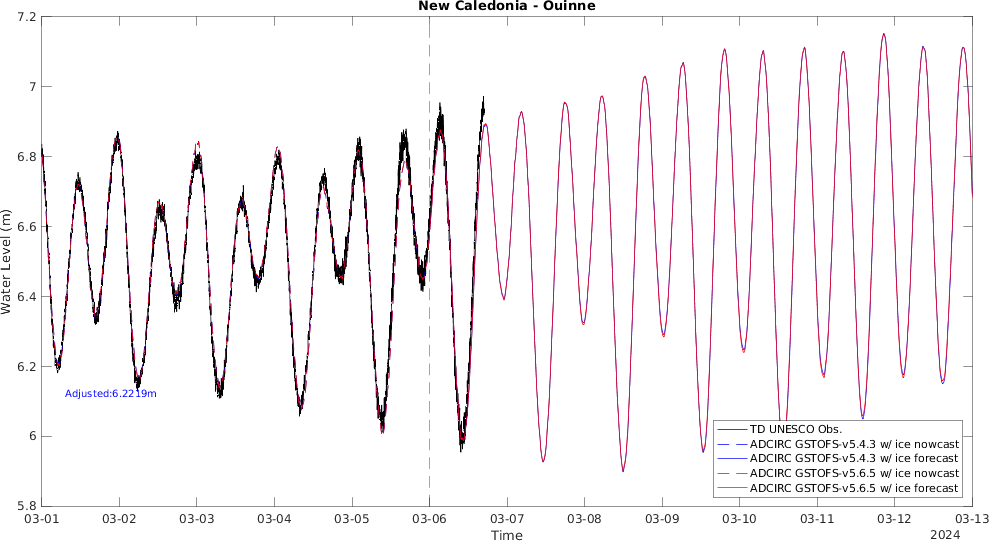 New Caledonia - Ouinne
7.2
7
6.8
6.6
6.4
6.2
6
5.8
Water Level (m)
Adjusted:6.2219m
TD UNESCO Obs.
ADCIRC GSTOFS-v5.4.3 w/ ice nowcast
ADCIRC GSTOFS-v5.4.3 w/ ice forecast
ADCIRC GSTOFS-v5.6.5 w/ ice nowcast
ADCIRC GSTOFS-v5.6.5 w/ ice forecast
03-01 03-02 03-03 03-04 03-05 03-06 03-07 03-08 03-09 03-10 03-11 03-12 03-13
Time
2024